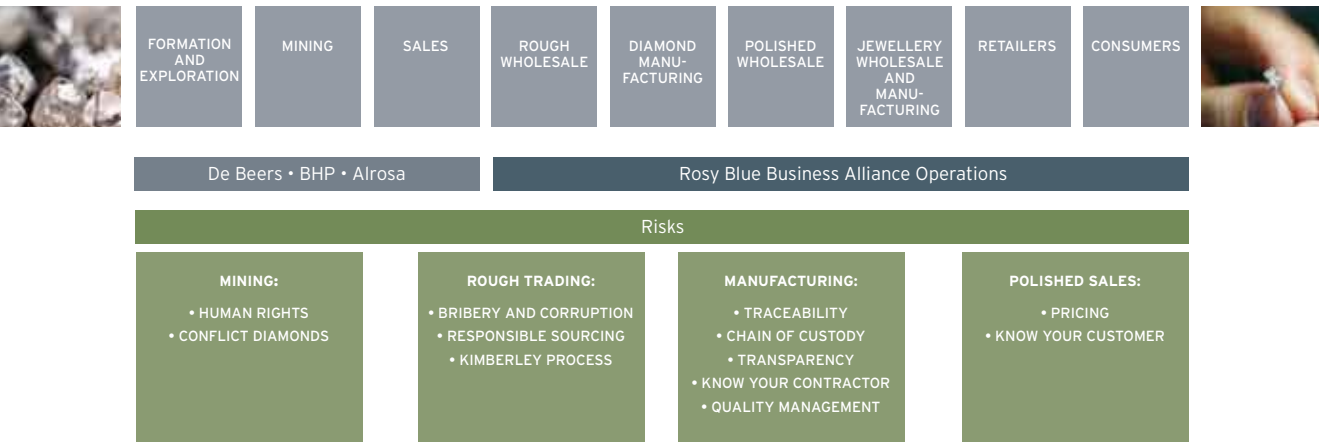 FORMATION
AND
EXPLORATION
MINING
SALES
ROUGH
WHOLESALE
DIAMOND
MANU-
FACTURING
POLISHED
WHOLESALE
JEWELLERY
WHOLESALE
AND
MANU-
FACTURING
RETAILERS
CONSUMERS
De Beers • BHP • Alrosa
Rosy Blue Business Alliance Operations
Risks
MINING:
• HUMAN RIGHTS
• CONFLICT DIAMONDS
ROUGH TRADING:
• BRIBERY AND CORRUPTION
• RESPONSIBLE SOURCING
• KIMBERLEY PROCESS
MANUFACTURING:
• TRACEABILITY
• CHAIN OF CUSTODY
• TRANSPARENCY
• KNOW YOUR CONTRACTOR
• QUALITY MANAGEMENT
POLISHED SALES:
• PRICING
• KNOW YOUR CUSTOMER